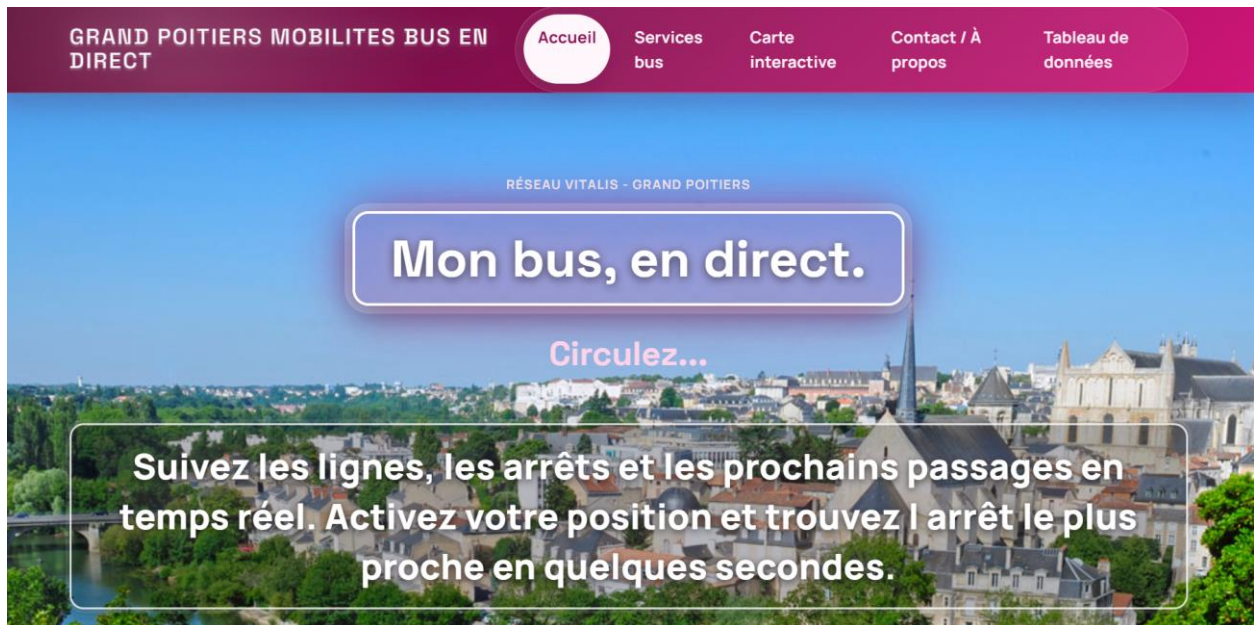 GRAND POITIERS MOBILITES BUS EN
DIRECT
Accueil
Services
bus
Carte
interactive
Contact / À
propos
Tableau de
données
RÉSEAU VITALIS - GRAND POITIERS
Mon bus, en direct.
Circulez...
Suivez les lignes, les arrêts et les prochains passages en
temps réel. Activez votre position et trouvez l arrêt le plus
proche en quelques secondes.